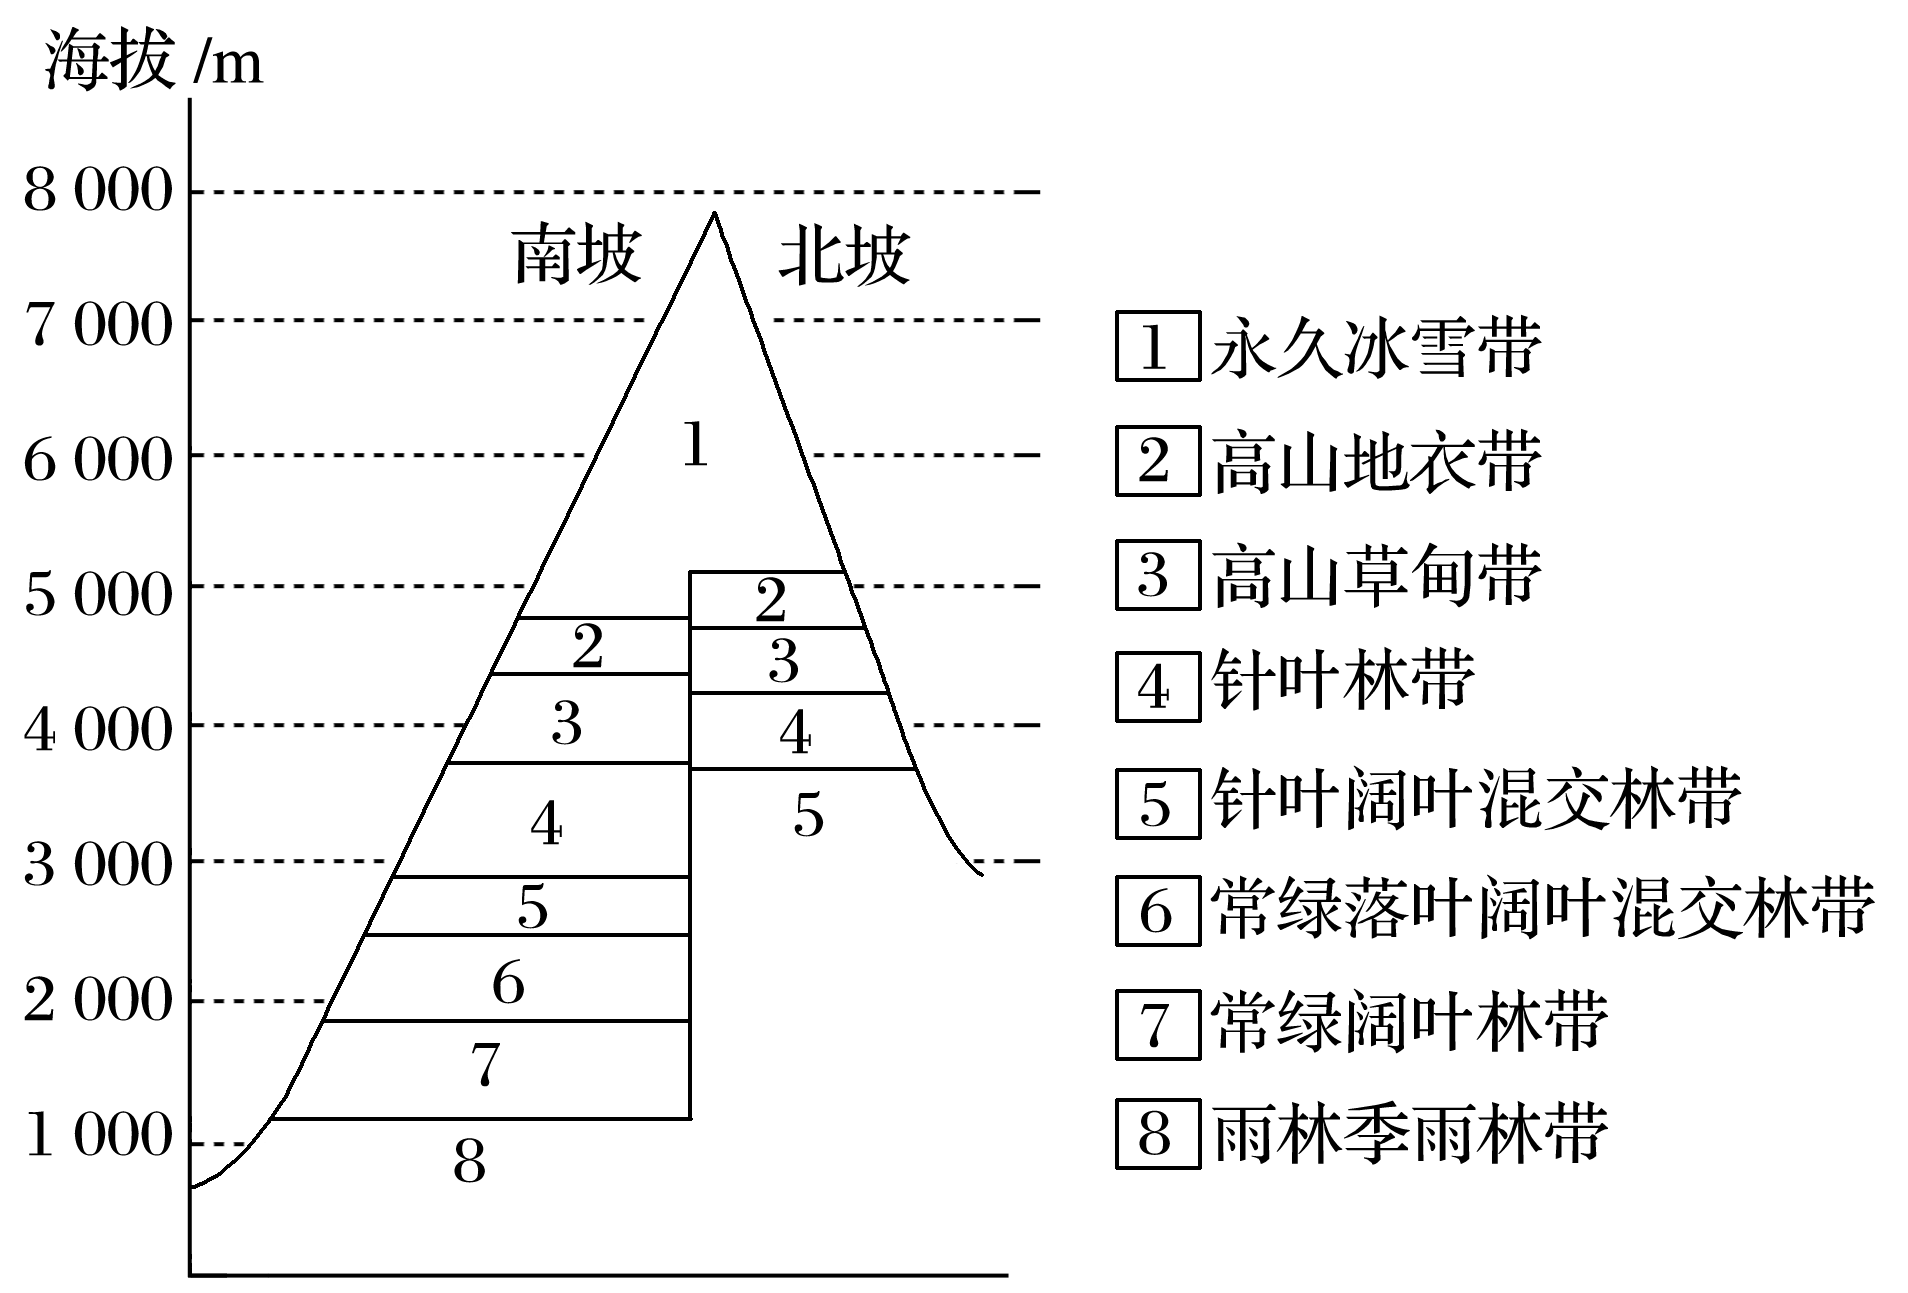 海拔 /m
8 000
南坡 北坡
7 000
1 永久冰雪带
6 000
1
2 高山地衣带
5 000
2
3 高山草甸带
2
3
4 针叶林带
4 000
3
4
4
5
5 针叶阔叶混交林带
3 000
5
6 常绿落叶阔叶混交林带
2 000
6
7
7 常绿阔叶林带
1 000
8
8 雨林季雨林带